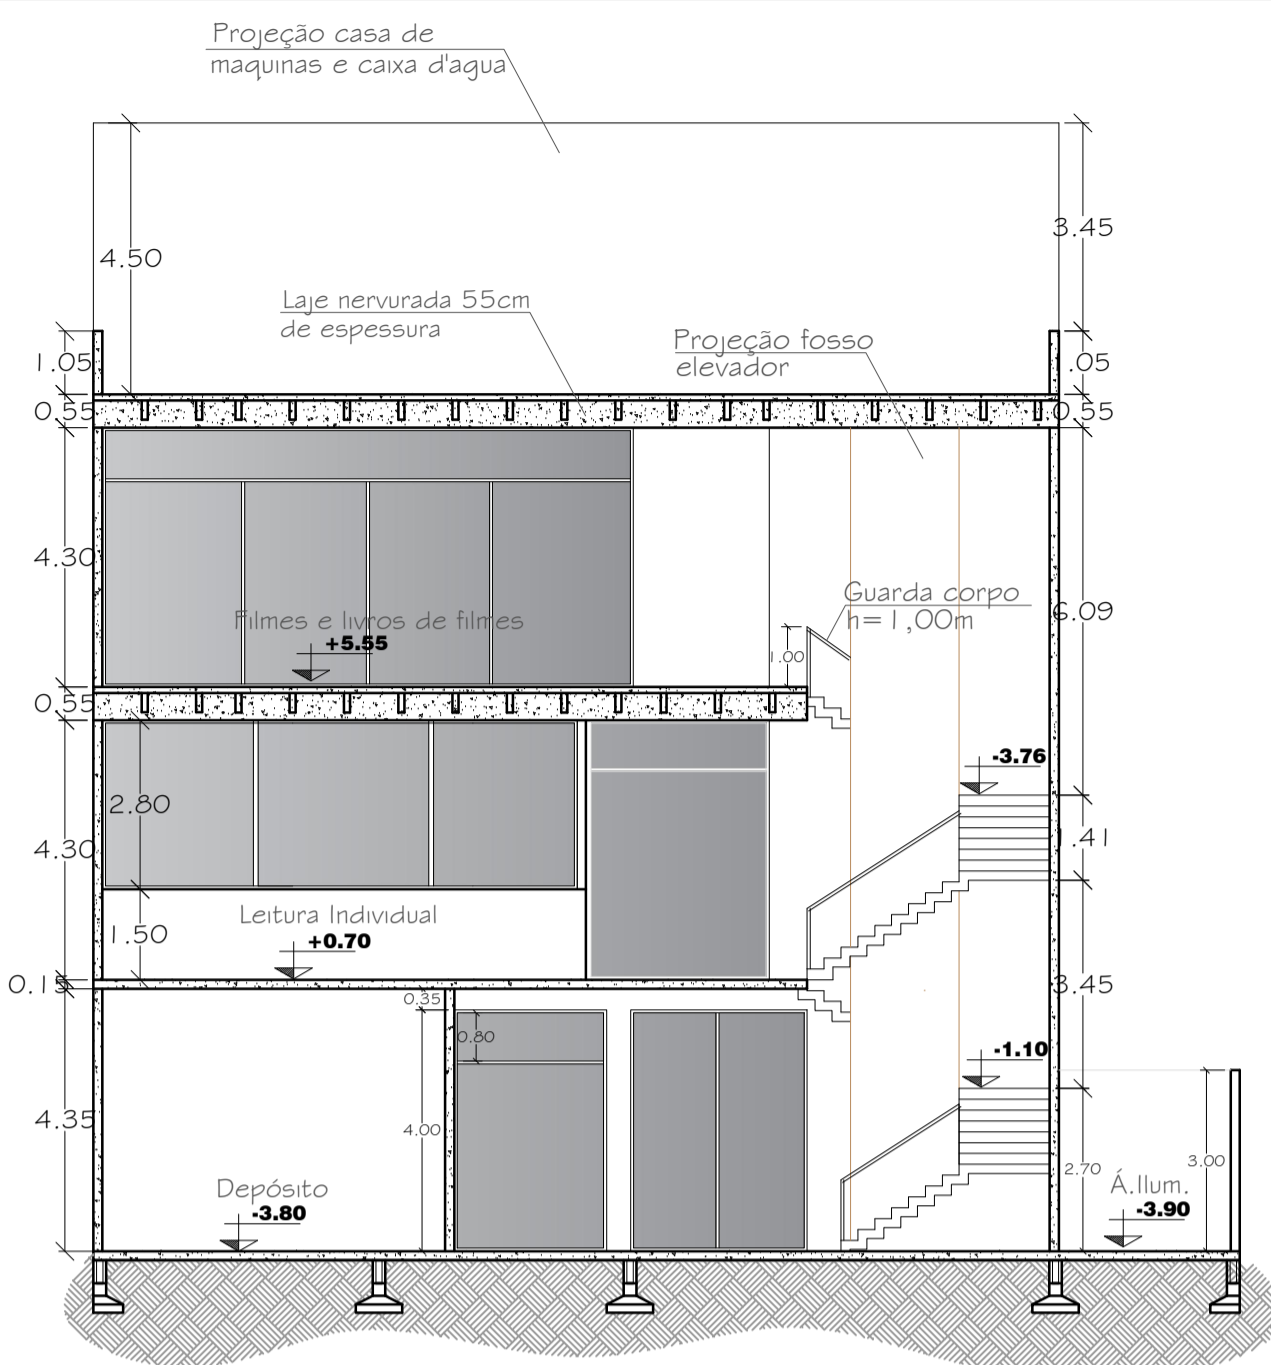 Projeção casa de
maquinas e caixa d'agua
4.50
3.45
Laje nervurada 55cm
de espessura
Projeção fosso
elevador
1.05
.05
0.55
0.55
4.30
Guarda corpo
h=1,00m
6.09
Filmes e livros de filmes
+5.55
1.00
0.55
-3.76
2.80
4.30
.41
Leitura Individual
+0.70
1.50
0.15
0.35
3.45
0.80
-1.10
4.35
4.00
2.70
3.00
Depósito
-3.80
Á.Ilum.
-3.90